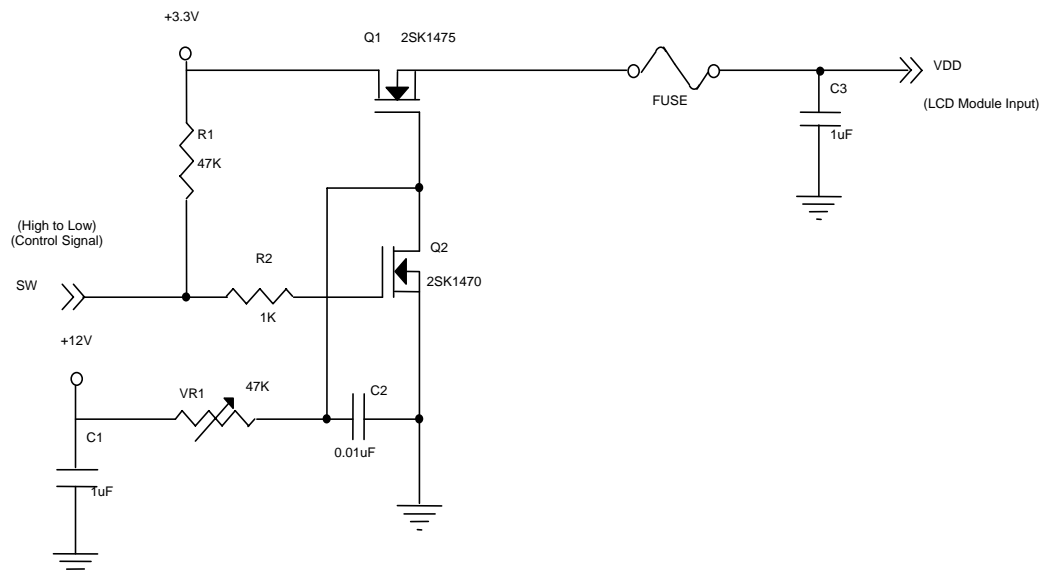 +3.3V
Q1 2SK1475
VDD
FUSE
C3
(LCD Module Input)
1uF
R1
47K
(High to Low)
(Control Signal)
Q2
R2
SW
2SK1470
1K
+12V
47K
VR1
C2
C1
0.01uF
1uF